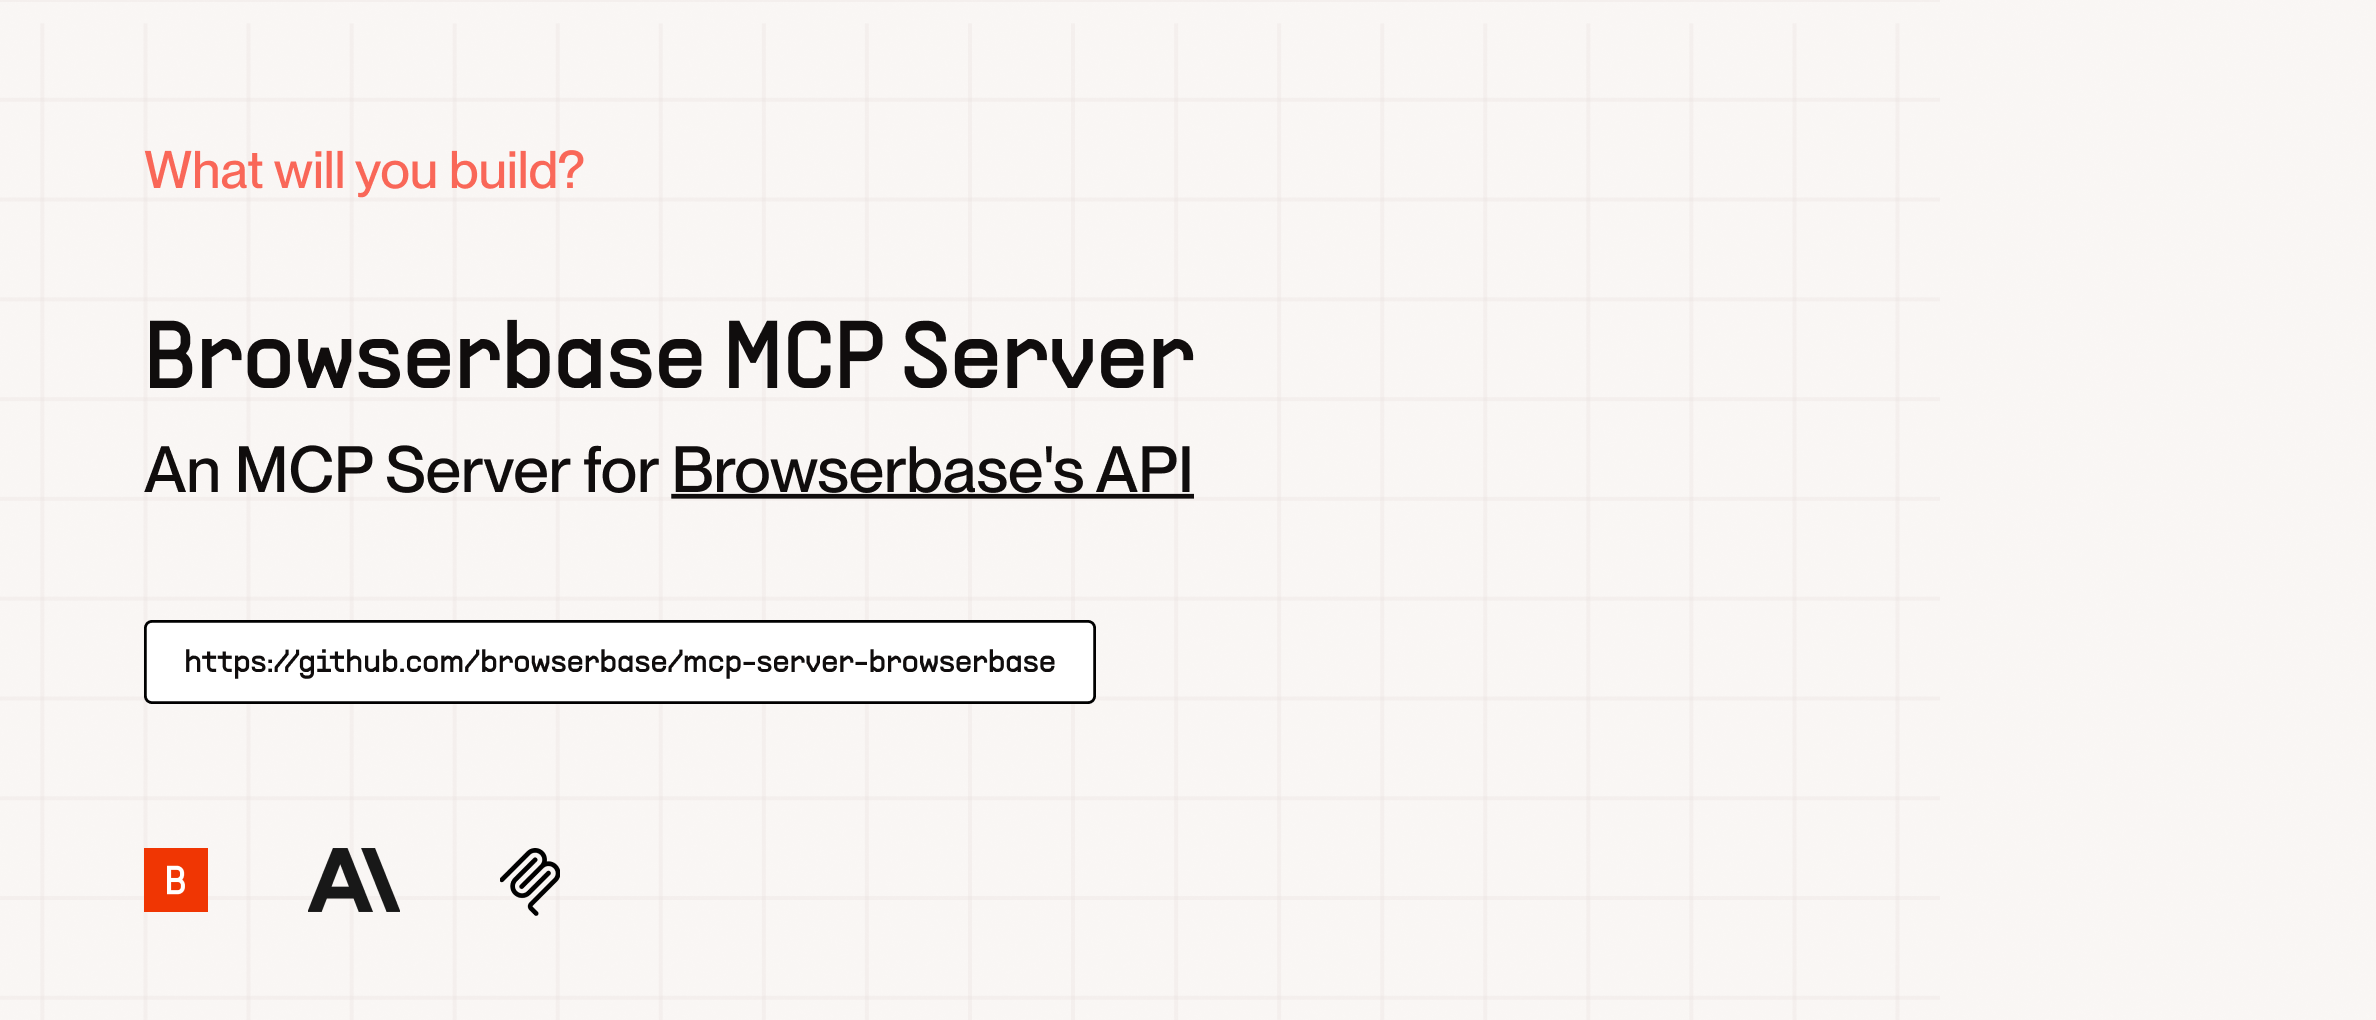 What will you build?
Browserbase MCP Server
An MCP Server for Browserbase's API
https://github.com/browserbase/mcp-server-browserbase
B A\